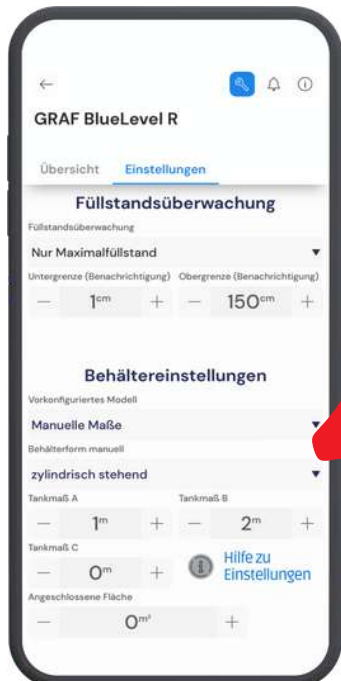 GRAF BlueLevel R
Übersicht Einstellungen
Füllstandsüberwachung
Füllstandsüberwachung
Nur Maximalfüllstand
Untergrenze (Benachrichtigung) Obergrenze (Benachrichtigung)
— 1cm + — 150cm +
Behältereinstellungen
Vorkonfiguriertes Modell
Manuelle Maße
Behälterform manuell
zylindrisch stehend
Tankmaß A Tankmaß B
— 1m + — 2m +
Tankmaß C
— 0m +
Hilfe zu
Einstellungen
Angeschlossene Fläche
— 0m² +